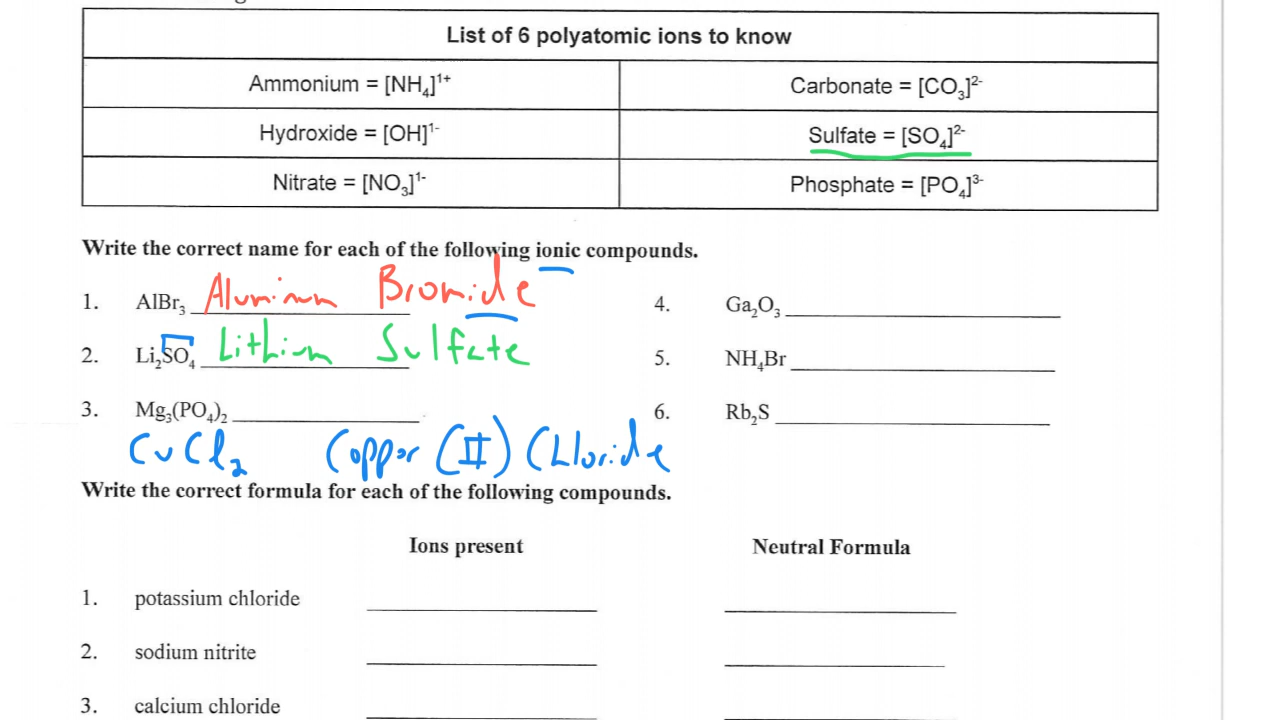 List of 6 polyatomic ions to know
Ammonium = [NH₄]¹⁺ Carbonate = [CO₃]²⁻
Hydroxide = [OH]¹⁻ Sulfate = [SO₄]²⁻
Nitrate = [NO₃]¹⁻ Phosphate = [PO₄]³⁻
Write the correct name for each of the following ionic compounds.
1. AlBr₃ Aluminum Bromide 4. Ga₂O₃
2. Li₂SO₄ Lithium Sulfate 5. NH₄Br
3. Mg₃(PO₄)₂ 6. Rb₂S
CuCl₂ Copper (II) Chloride
Write the correct formula for each of the following compounds.
Ions present Neutral Formula
1. potassium chloride
2. sodium nitrite
3. calcium chloride